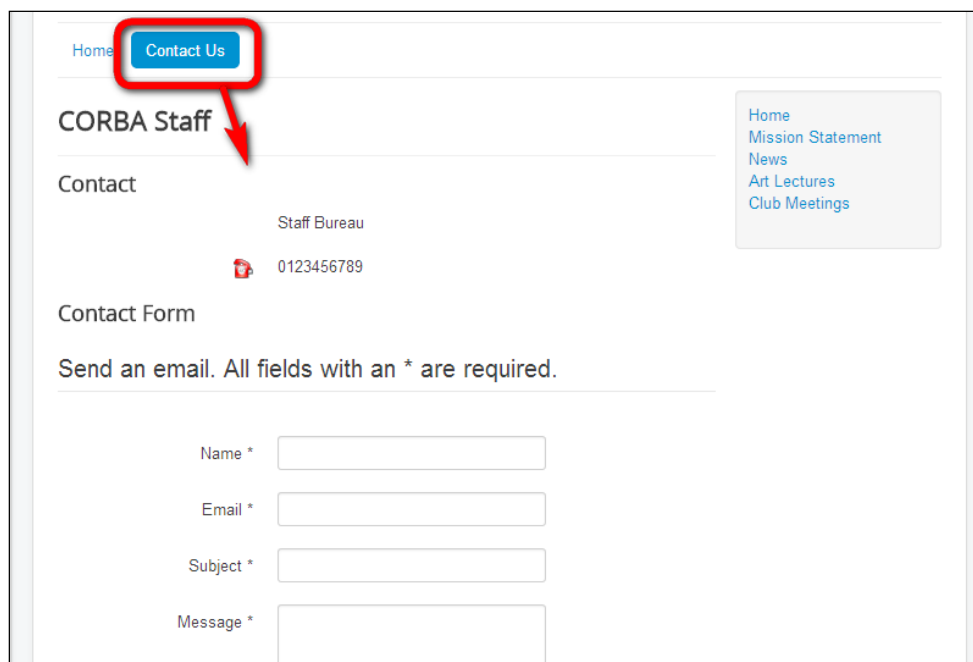 Home Contact Us
CORBA Staff
Contact
Staff Bureau
0123456789
Contact Form
Send an email. All fields with an * are required.
Name *
Email *
Subject *
Message *
Home
Mission Statement
News
Art Lectures
Club Meetings